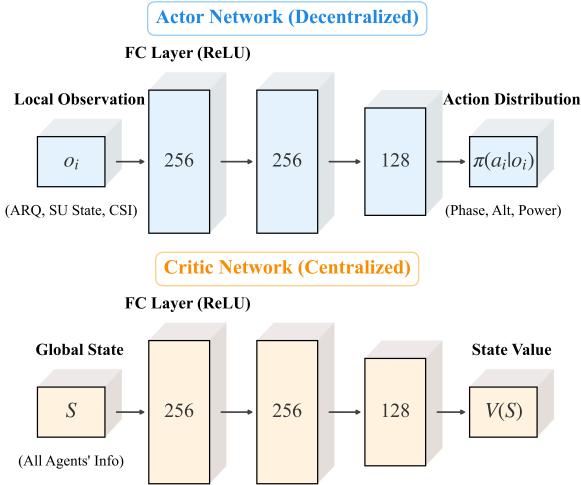 Actor Network (Decentralized)
FC Layer (ReLU)
Local Observation
Action Distribution
o_i
256
256
128
π(a_i|o_i)
(ARQ, SU State, CSI)
(Phase, Alt, Power)
Critic Network (Centralized)
FC Layer (ReLU)
Global State
State Value
S
256
256
128
V(S)
(All Agents' Info)